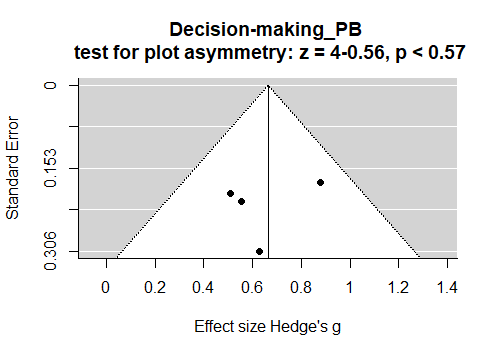 Decision-making_PB
test for plot asymmetry: z = 4-0.56, p < 0.57
Standard Error
0
0.153
0.306
0
0.2
0.4
0.6
0.8
1
1.2
1.4
Effect size Hedge's g